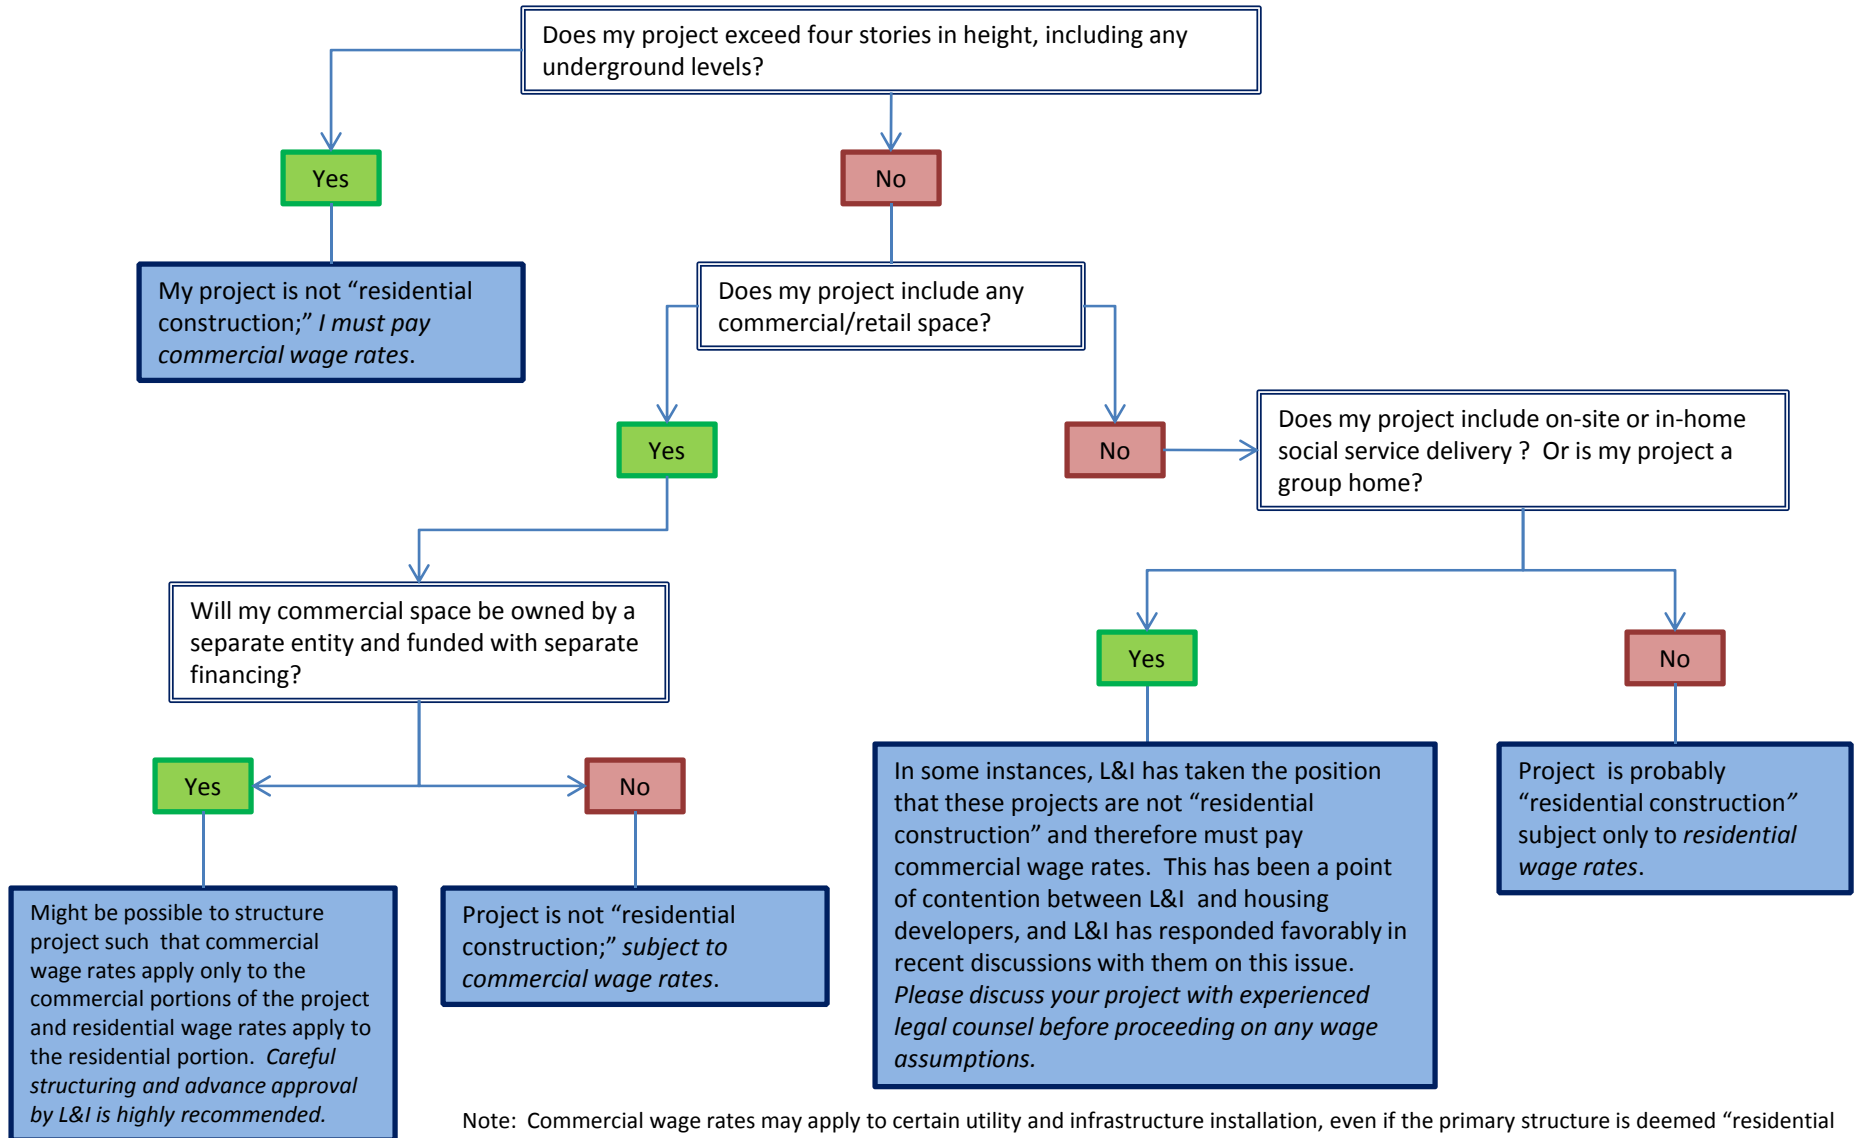 Does my project exceed four stories in height, including any
underground levels?
Yes
No
My project is not “residential
construction;” I must pay
commercial wage rates.
Does my project include any
commercial/retail space?
Yes
No
Does my project include on-site or in-home
social service delivery ? Or is my project a
group home?
Will my commercial space be owned by a
separate entity and funded with separate
financing?
Yes
No
Yes
No
Might be possible to structure
project such that commercial
wage rates apply only to the
commercial portions of the project
and residential wage rates apply to
the residential portion. Careful
structuring and advance approval
by L&I is highly recommended.
Project is not “residential
construction;” subject to
commercial wage rates.
In some instances, L&I has taken the position
that these projects are not “residential
construction” and therefore must pay
commercial wage rates. This has been a point
of contention between L&I and housing
developers, and L&I has responded favorably in
recent discussions with them on this issue.
Please discuss your project with experienced
legal counsel before proceeding on any wage
assumptions.
Project is probably
“residential construction”
subject only to residential
wage rates.
Note: Commercial wage rates may apply to certain utility and infrastructure installation, even if the primary structure is deemed “residential